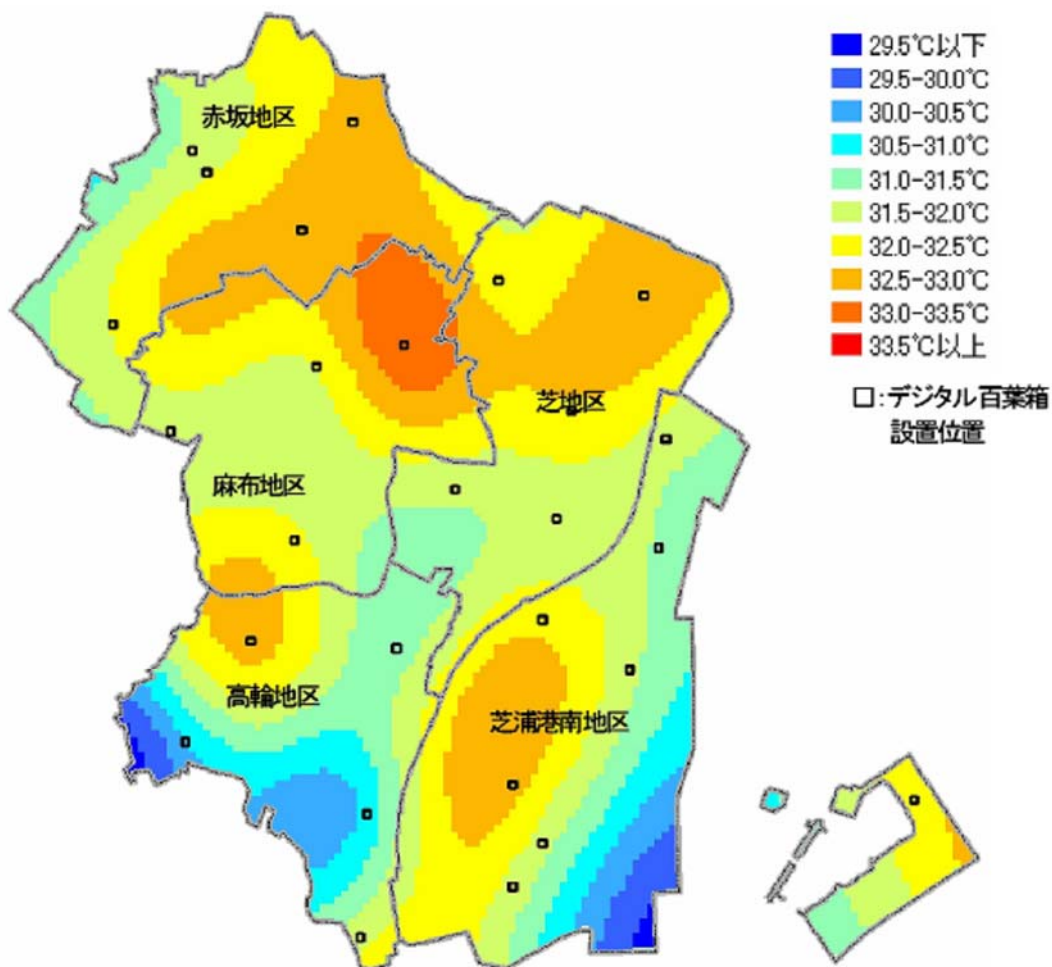 赤坂地区
芝地区
麻布地区
高輪地区
芝浦港南地区
29.5℃以下
29.5-30.0℃
30.0-30.5℃
30.5-31.0℃
31.0-31.5℃
31.5-32.0℃
32.0-32.5℃
32.5-33.0℃
33.0-33.5℃
33.5℃以上
□:デジタル百葉箱
設置位置